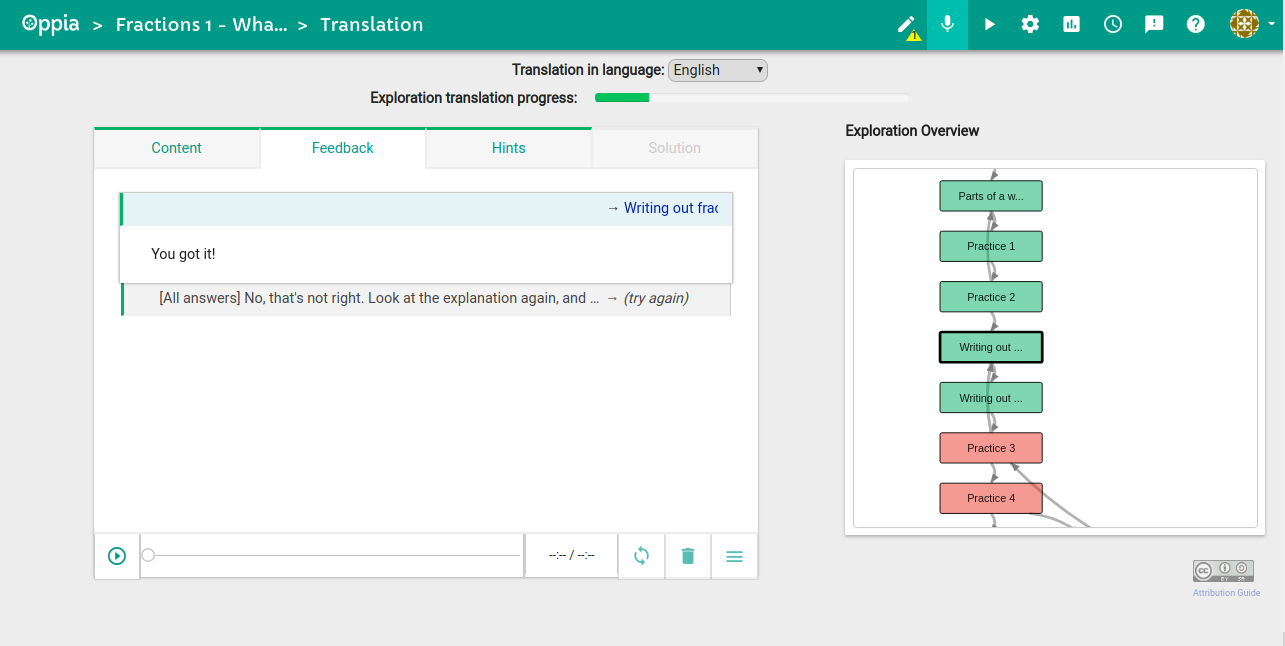 Oppia > Fractions 1 - Wha... > Translation
Translation in language: English
Exploration translation progress:
Content Feedback Hints Solution
→ Writing out frac
You got it!
[All answers] No, that's not right. Look at the explanation again, and ... → (try again)
--:-- / --:--
Exploration Overview
Parts of a w...
Practice 1
Practice 2
Writing out ...
Writing out ...
Practice 3
Practice 4
cc BY SA
Attribution Guide